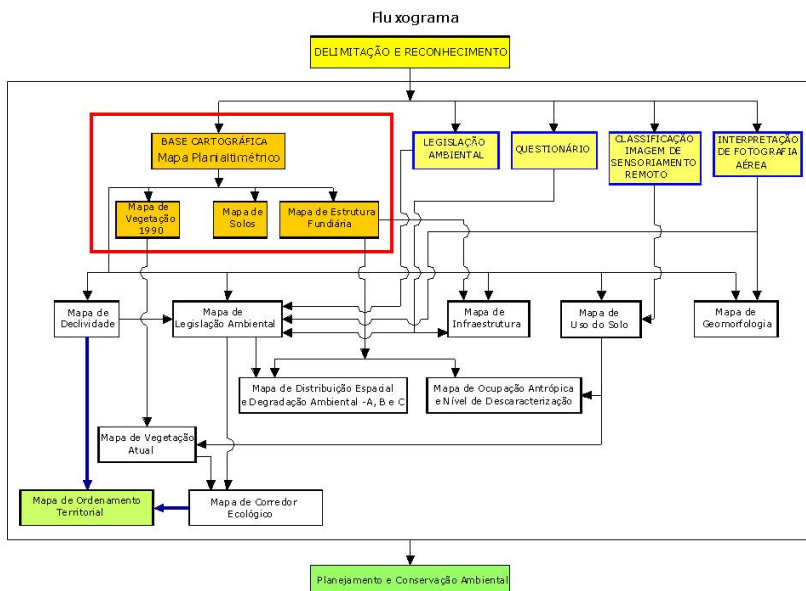 Fluxograma
DELIMITAÇÃO E RECONHECIMENTO
BASE CARTOGRÁFICA
Mapa Planialtimétrico
LEGISLAÇÃO
AMBIENTAL
QUESTIONÁRIO
CLASSIFICAÇÃO
IMAGEM DE
SENSORIAMENTO
REMOTO
INTERPRETAÇÃO
DE FOTOGRAFIA
AÉREA
Mapa de
Vegetação
1990
Mapa de
Solos
Mapa de Estrutura
Fundiária
Mapa de
Declividade
Mapa de
Legislação Ambiental
Mapa de
Infraestrutura
Mapa de
Uso do Solo
Mapa de
Geomorfologia
Mapa de Distribuição Espacial
e Degradação Ambiental -A, B e C
Mapa de Ocupação Antrópica
e Nível de Descaracterização
Mapa de Vegetação
Atual
Mapa de Ordenamento
Territorial
Mapa de Corredor
Ecológico
Planejamento e Conservação Ambiental